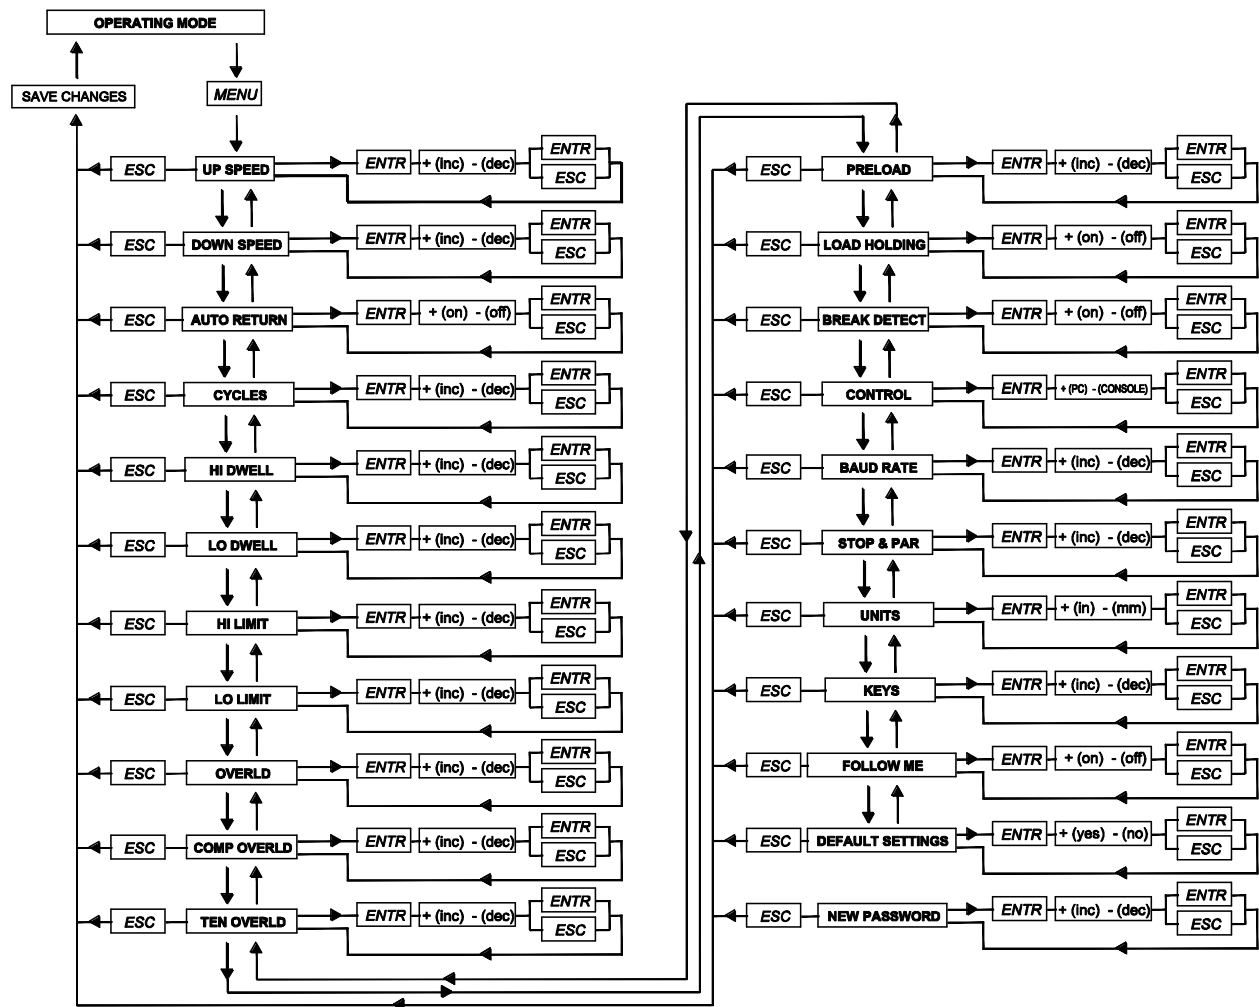 OPERATING MODE
SAVE CHANGES
MENU
ESC UP SPEED ENTR + (inc) - (dec) ENTR
ESC
ESC DOWN SPEED ENTR + (inc) - (dec) ENTR
ESC
ESC AUTO RETURN ENTR + (on) - (off) ENTR
ESC
ESC CYCLES ENTR + (inc) - (dec) ENTR
ESC
ESC HI DWELL ENTR + (inc) - (dec) ENTR
ESC
ESC LO DWELL ENTR + (inc) - (dec) ENTR
ESC
ESC HI LIMIT ENTR + (inc) - (dec) ENTR
ESC
ESC LO LIMIT ENTR + (inc) - (dec) ENTR
ESC
ESC OVERLD ENTR + (inc) - (dec) ENTR
ESC
ESC COMP OVERLD ENTR + (inc) - (dec) ENTR
ESC
ESC TEN OVERLD ENTR + (inc) - (dec) ENTR
ESC
ESC PRELOAD ENTR + (inc) - (dec) ENTR
ESC
ESC LOAD HOLDING ENTR + (on) - (off) ENTR
ESC
ESC BREAK DETECT ENTR + (on) - (off) ENTR
ESC
ESC CONTROL ENTR + (PC) - (CONSOLE) ENTR
ESC
ESC BAUD RATE ENTR + (inc) - (dec) ENTR
ESC
ESC STOP & PAR ENTR + (inc) - (dec) ENTR
ESC
ESC UNITS ENTR + (in) - (mm) ENTR
ESC
ESC KEYS ENTR + (inc) - (dec) ENTR
ESC
ESC FOLLOW ME ENTR + (on) - (off) ENTR
ESC
ESC DEFAULT SETTINGS ENTR + (yes) - (no) ENTR
ESC
ESC NEW PASSWORD ENTR + (inc) - (dec) ENTR
ESC